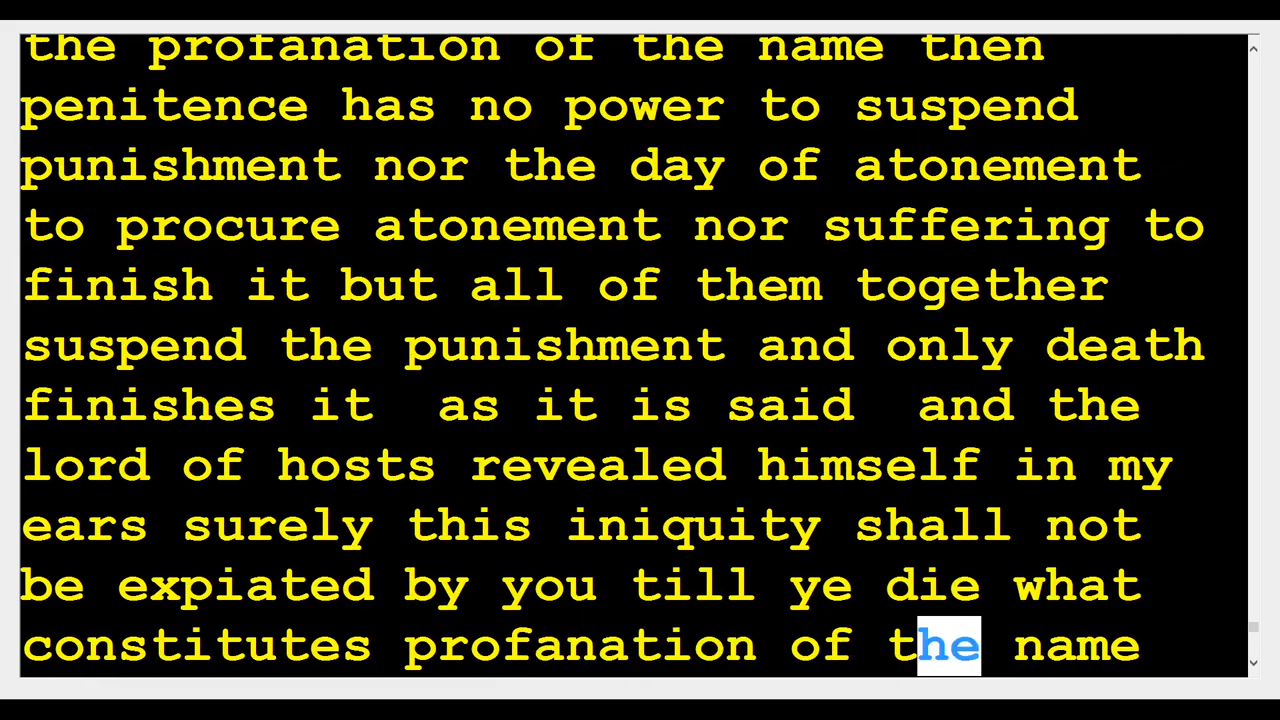 the profanation of the name then
penitence has no power to suspend
punishment nor the day of atonement
to procure atonement nor suffering to
finish it but all of them together
suspend the punishment and only death
finishes it  as it is said  and the
lord of hosts revealed himself in my
ears surely this iniquity shall not
be expiated by you till ye die what
constitutes profanation of the name